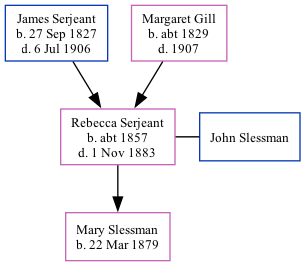 James Serjeant
b. 27 Sep 1827
d. 6 Jul 1906
Margaret Gill
b. abt 1829
d. 1907
Rebecca Serjeant
b. abt 1857
d. 1 Nov 1883
John Slessman
Mary Slessman
b. 22 Mar 1879